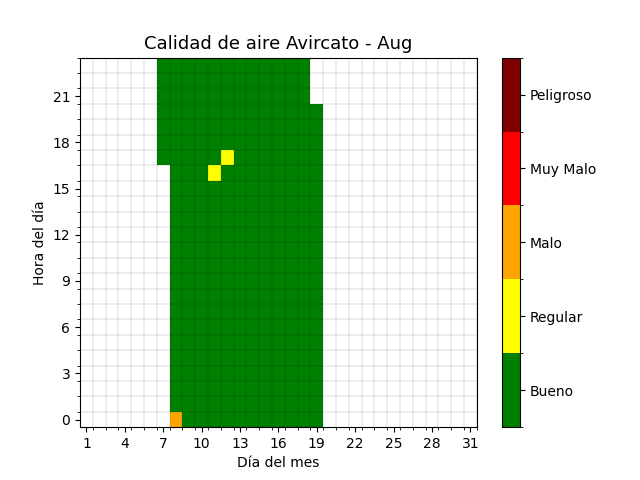 Calidad de aire Avircato - Aug
Hora del día
21
18
15
12
9
6
3
0
1 4 7 10 13 16 19 22 25 28 31
Día del mes
Peligroso
Muy Malo
Malo
Regular
Bueno